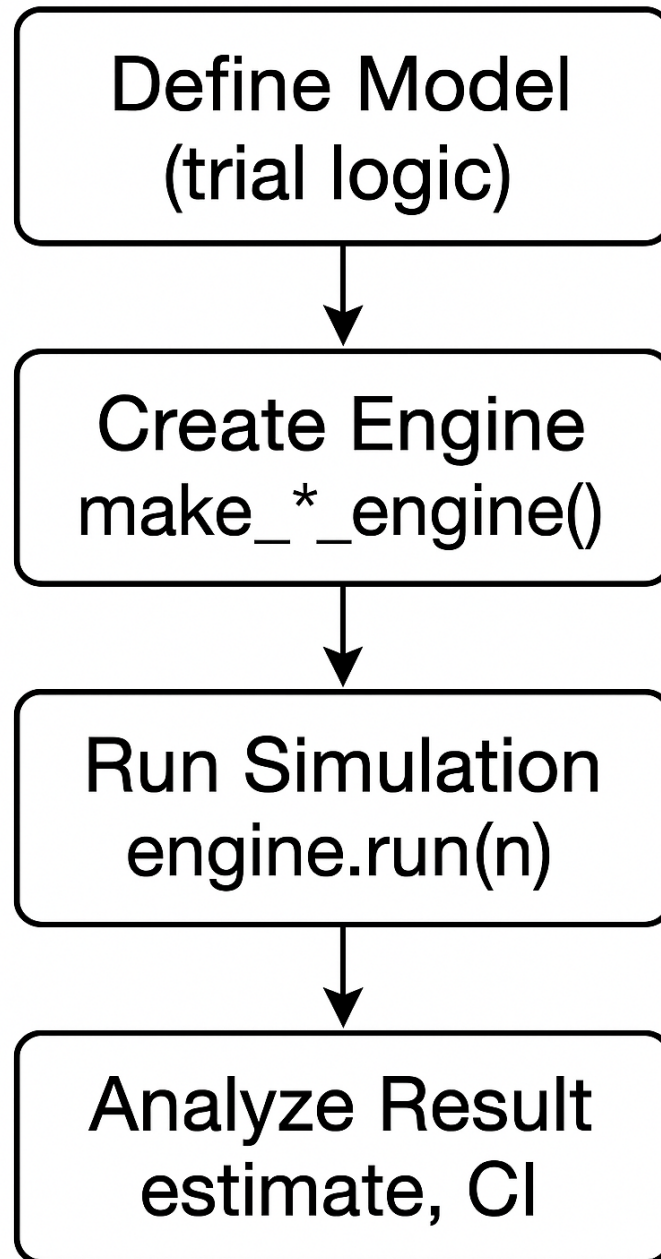 Define Model
(trial logic)
Create Engine
make_*_engine()
Run Simulation
engine.run(n)
Analyze Result
estimate, CI